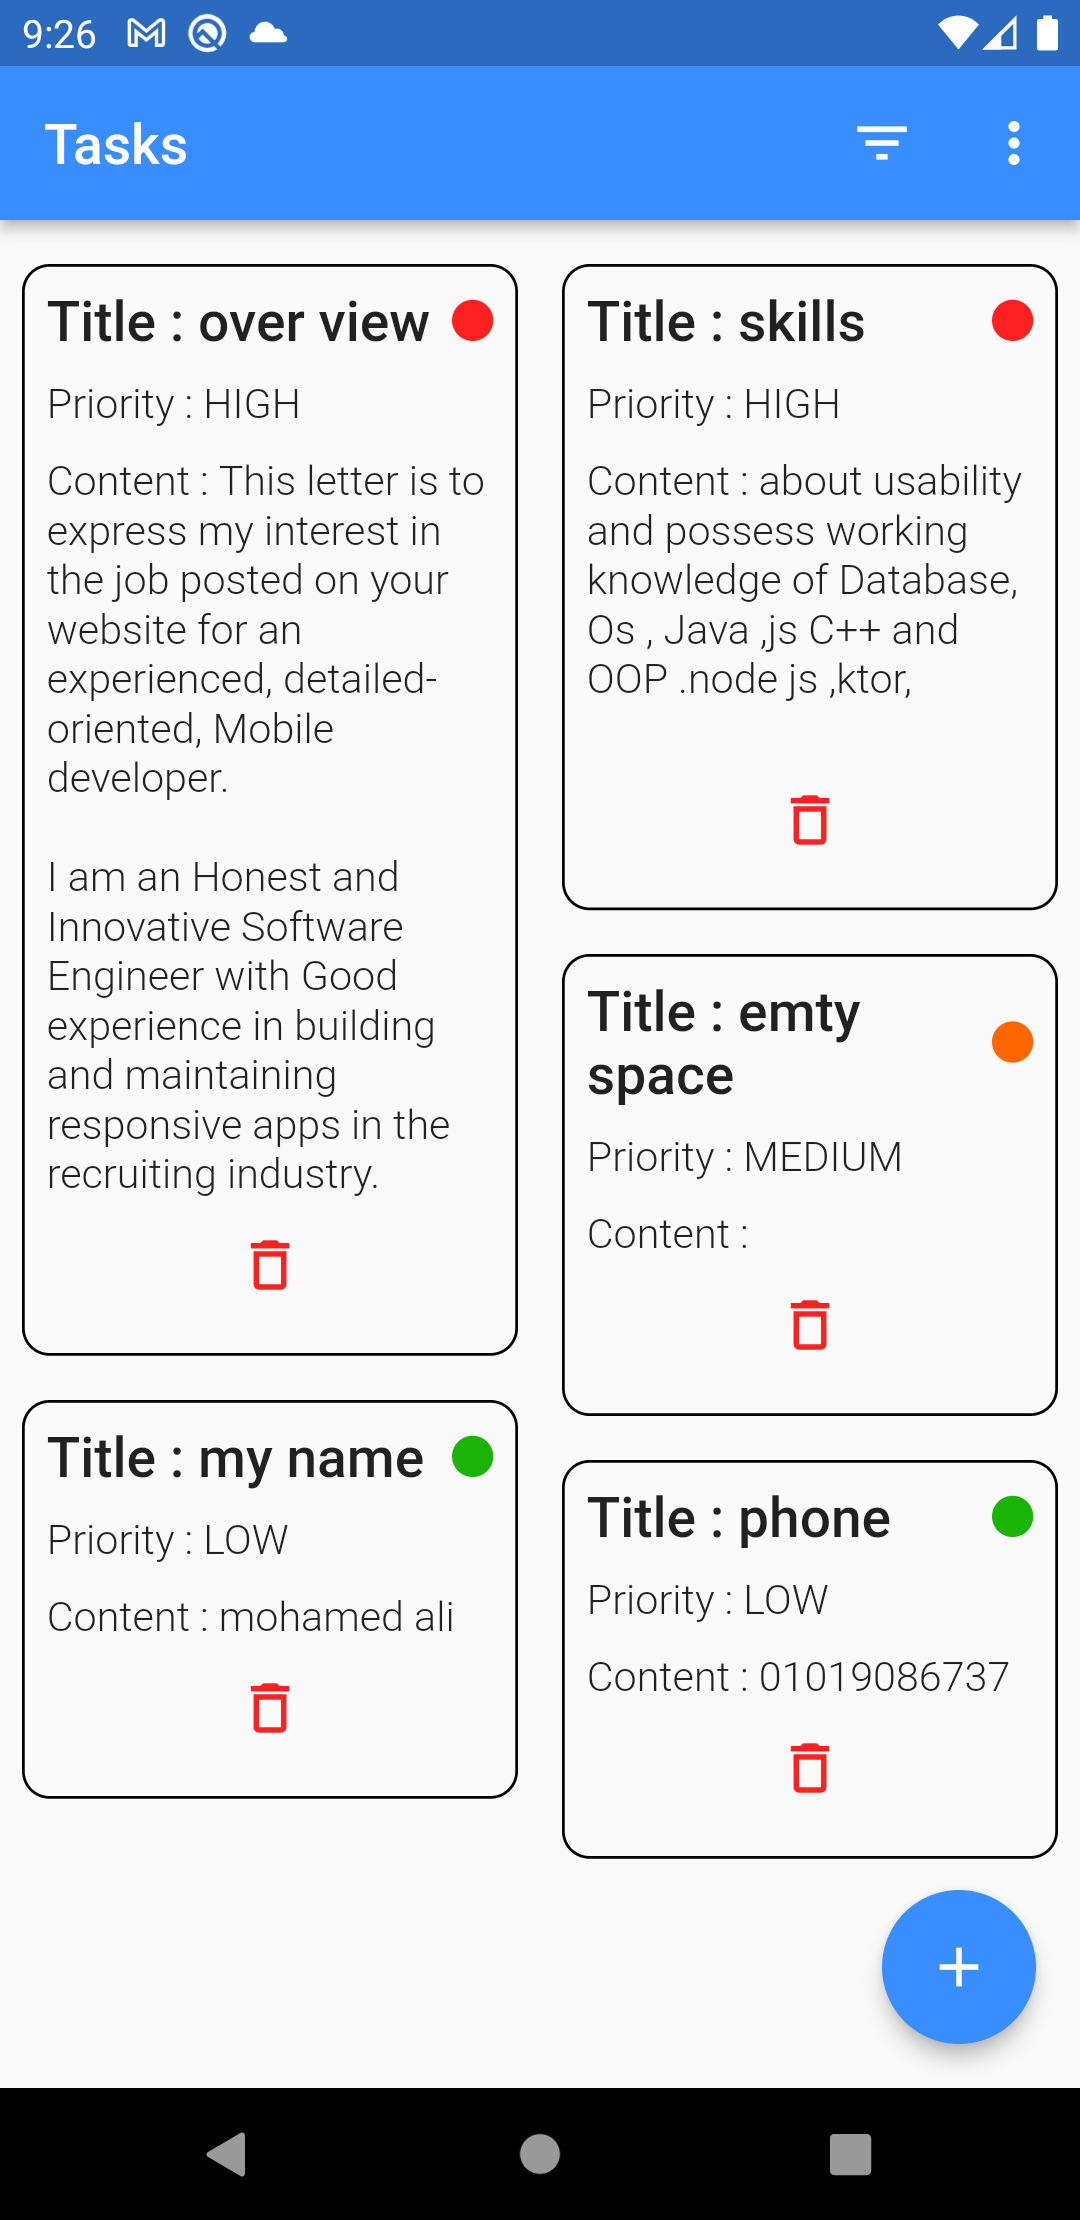 9:26
Tasks
Title : over view
Priority : HIGH
Content : This letter is to
express my interest in
the job posted on your
website for an
experienced, detailed-
oriented, Mobile
developer.
I am an Honest and
Innovative Software
Engineer with Good
experience in building
and maintaining
responsive apps in the
recruiting industry.
Title : my name
Priority : LOW
Content : mohamed ali
Title : skills
Priority : HIGH
Content : about usability
and possess working
knowledge of Database,
Os , Java ,js C++ and
OOP .node js ,ktor,
Title : emty
space
Priority : MEDIUM
Content :
Title : phone
Priority : LOW
Content : 01019086737